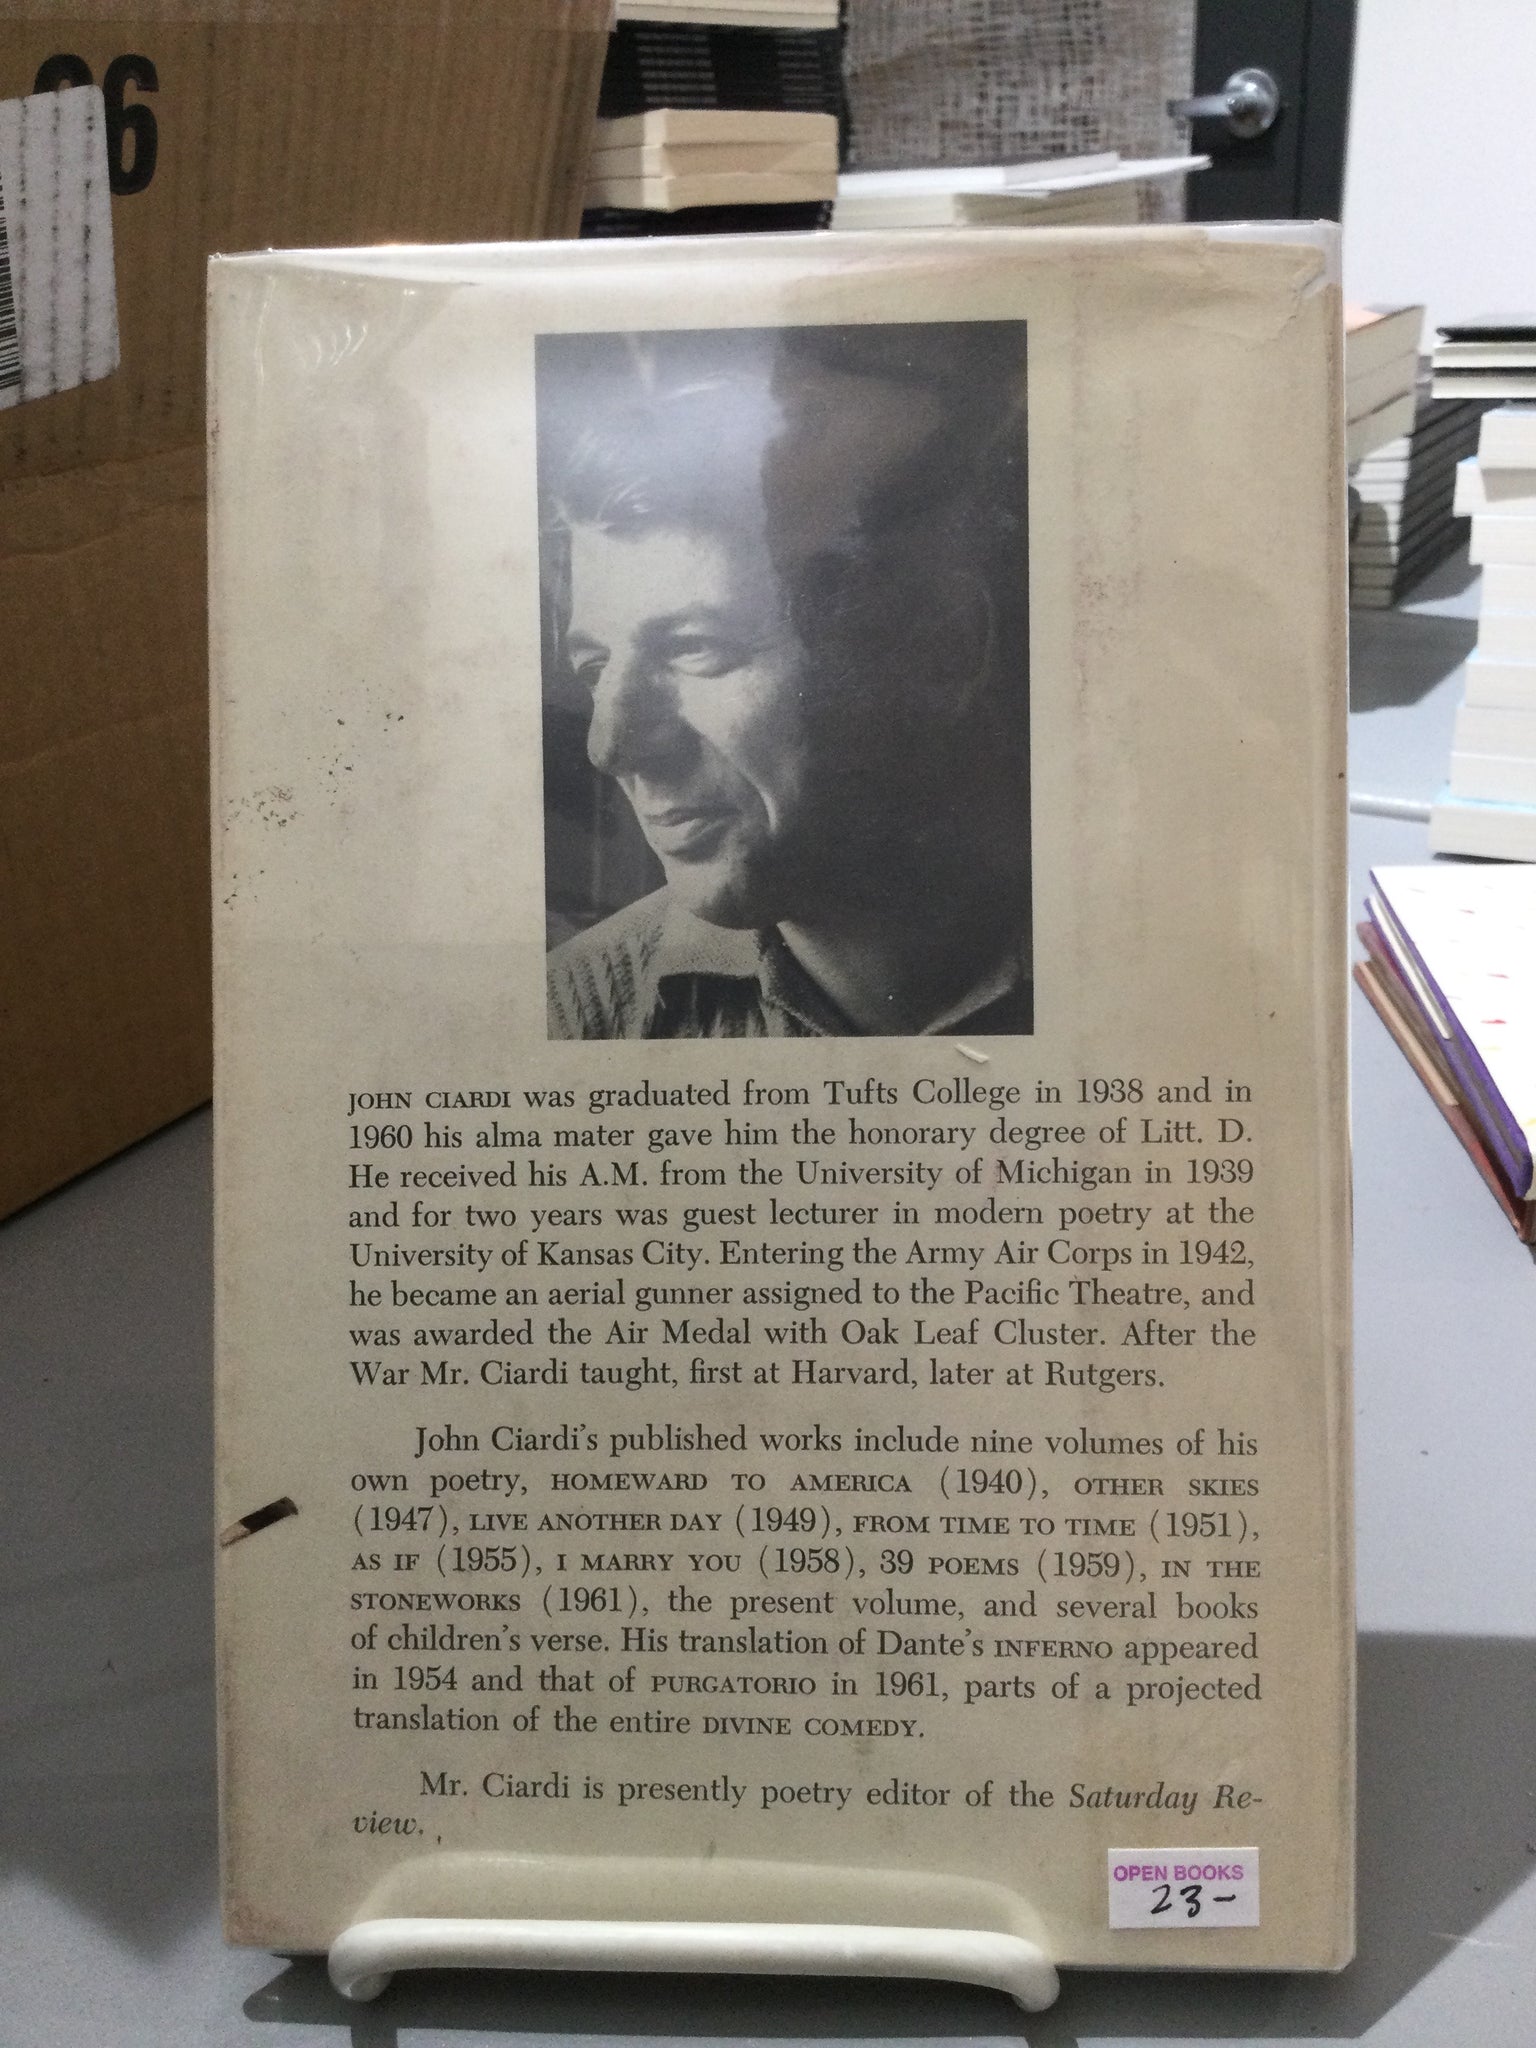 6
JOHN CIARDI was graduated from Tufts College in 1938 and in
1960 his alma mater gave him the honorary degree of Litt. D.
He received his A.M. from the University of Michigan in 1939
and for two years was guest lecturer in modern poetry at the
University of Kansas City. Entering the Army Air Corps in 1942,
he became an aerial gunner assigned to the Pacific Theatre, and
was awarded the Air Medal with Oak Leaf Cluster. After the
War Mr. Ciardi taught, first at Harvard, later at Rutgers.
John Ciardi's published works include nine volumes of his
own poetry, HOMEWARD TO AMERICA (1940), OTHER SKIES
(1947), LIVE ANOTHER DAY (1949), FROM TIME TO TIME (1951),
AS IF (1955), I MARRY YOU (1958), 39 POEMS (1959), IN THE
STONEWORKS (1961), the present volume, and several books
of children's verse. His translation of Dante's INFERNO appeared
in 1954 and that of PURGATORIO in 1961, parts of a projected
translation of the entire DIVINE COMEDY.
Mr. Ciardi is presently poetry editor of the Saturday Re-
view.
OPEN BOOKS
23-